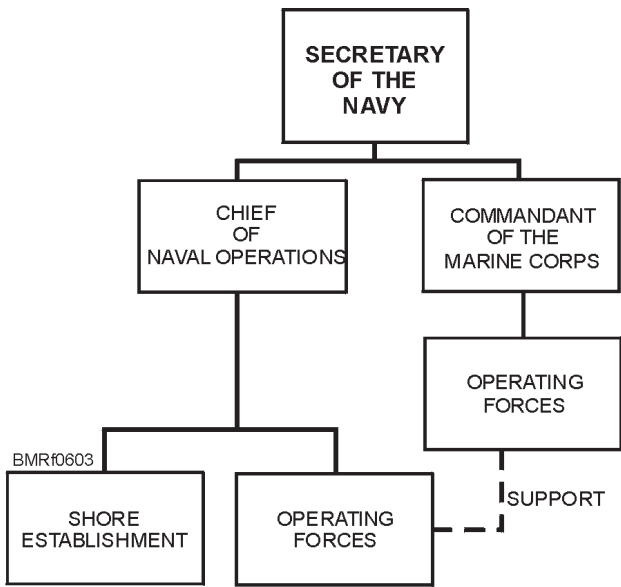 SECRETARY
OF THE
NAVY
CHIEF
OF
NAVAL OPERATIONS
COMMANDANT
OF THE
MARINE CORPS
OPERATING
FORCES
BMRf0603
SHORE
ESTABLISHMENT
OPERATING
FORCES
SUPPORT